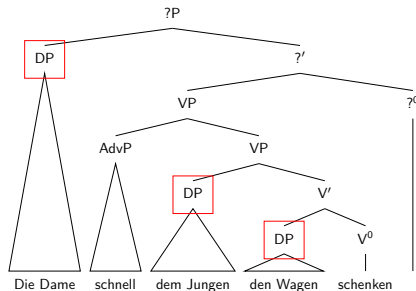 ?P
DP ?′
VP ?⁰
AdvP VP
DP V′
DP V⁰
Die Dame schnell dem Jungen den Wagen schenken